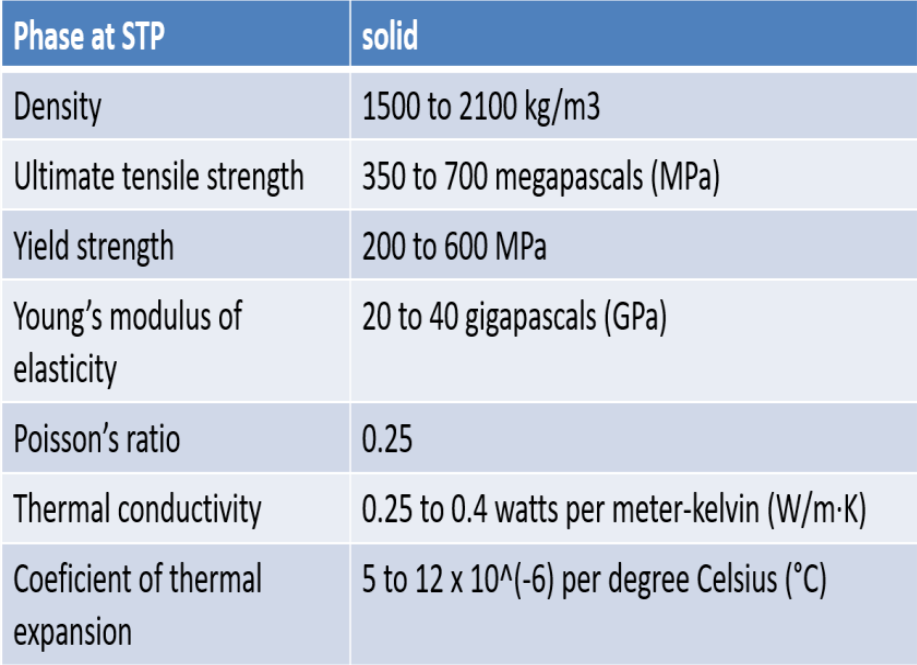 Phase at STP solid
Density 1500 to 2100 kg/m3
Ultimate tensile strength 350 to 700 megapascals (MPa)
Yield strength 200 to 600 MPa
Young’s modulus of 20 to 40 gigapascals (GPa)
elasticity
Poisson’s ratio 0.25
Thermal conductivity 0.25 to 0.4 watts per meter-kelvin (W/m·K)
Coeficient of thermal 5 to 12 x 10^(-6) per degree Celsius (°C)
expansion